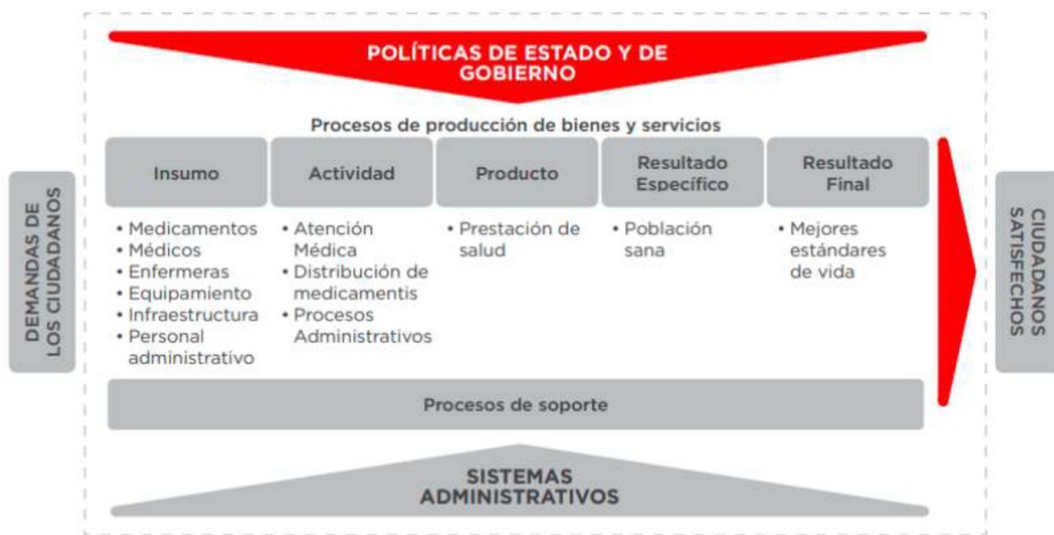 POLÍTICAS DE ESTADO Y DE
GOBIERNO
Procesos de producción de bienes y servicios
DEMANDAS DE
LOS CIUDADANOS
Insumo
• Medicamentos
• Médicos
• Enfermeras
• Equipamiento
• Infraestructura
• Personal
administrativo
Actividad
• Atención
Médica
• Distribución de
medicamentis
• Procesos
Administrativos
Producto
• Prestación de
salud
Resultado
Específico
• Población
sana
Resultado
Final
• Mejores
estándares
de vida
CIUDADANOS
SATISFECHOS
Procesos de soporte
SISTEMAS
ADMINISTRATIVOS